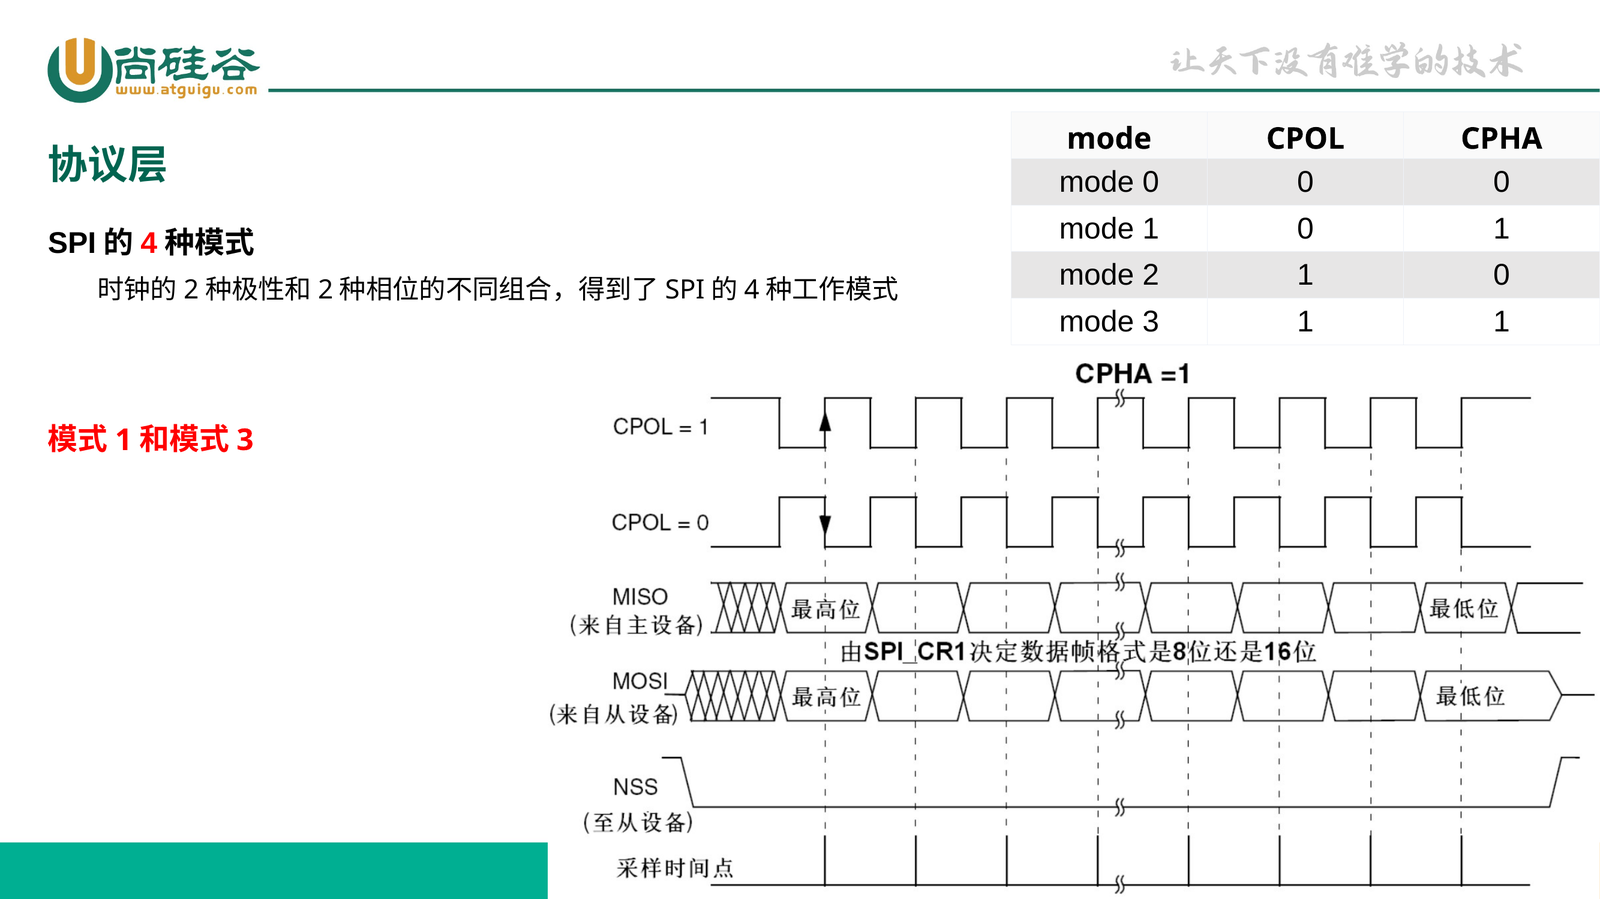 尚硅谷
www.atguigu.com
让天下没有难学的技术
协议层
SPI 的 4 种模式
时钟的 2 种极性和 2 种相位的不同组合，得到了 SPI 的 4 种工作模式
mode CPOL CPHA
mode 0 0 0
mode 1 0 1
mode 2 1 0
mode 3 1 1
模式 1 和模式 3
CPHA =1
CPOL = 1
CPOL = 0
MISO
(来自主设备)
最高位 最低位
由SPI_CR1决定数据帧格式是8位还是16位
MOSI
(来自从设备)
最高位 最低位
NSS
(至从设备)
采样时间点